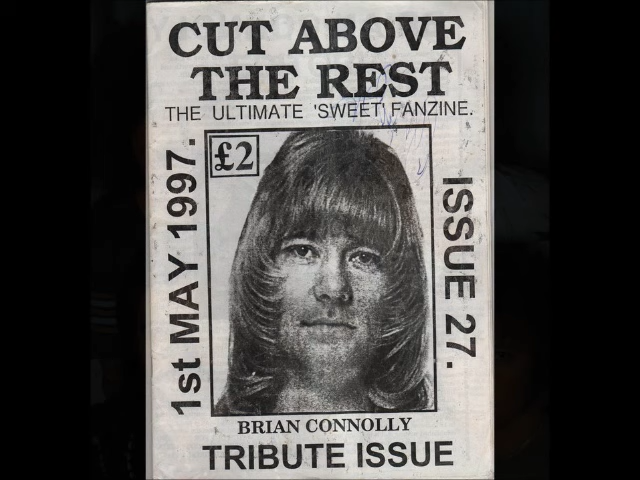 CUT ABOVE
THE REST
THE ULTIMATE 'SWEET' FANZINE.
£2
1st MAY 1997.
ISSUE 27.
BRIAN CONNOLLY
TRIBUTE ISSUE